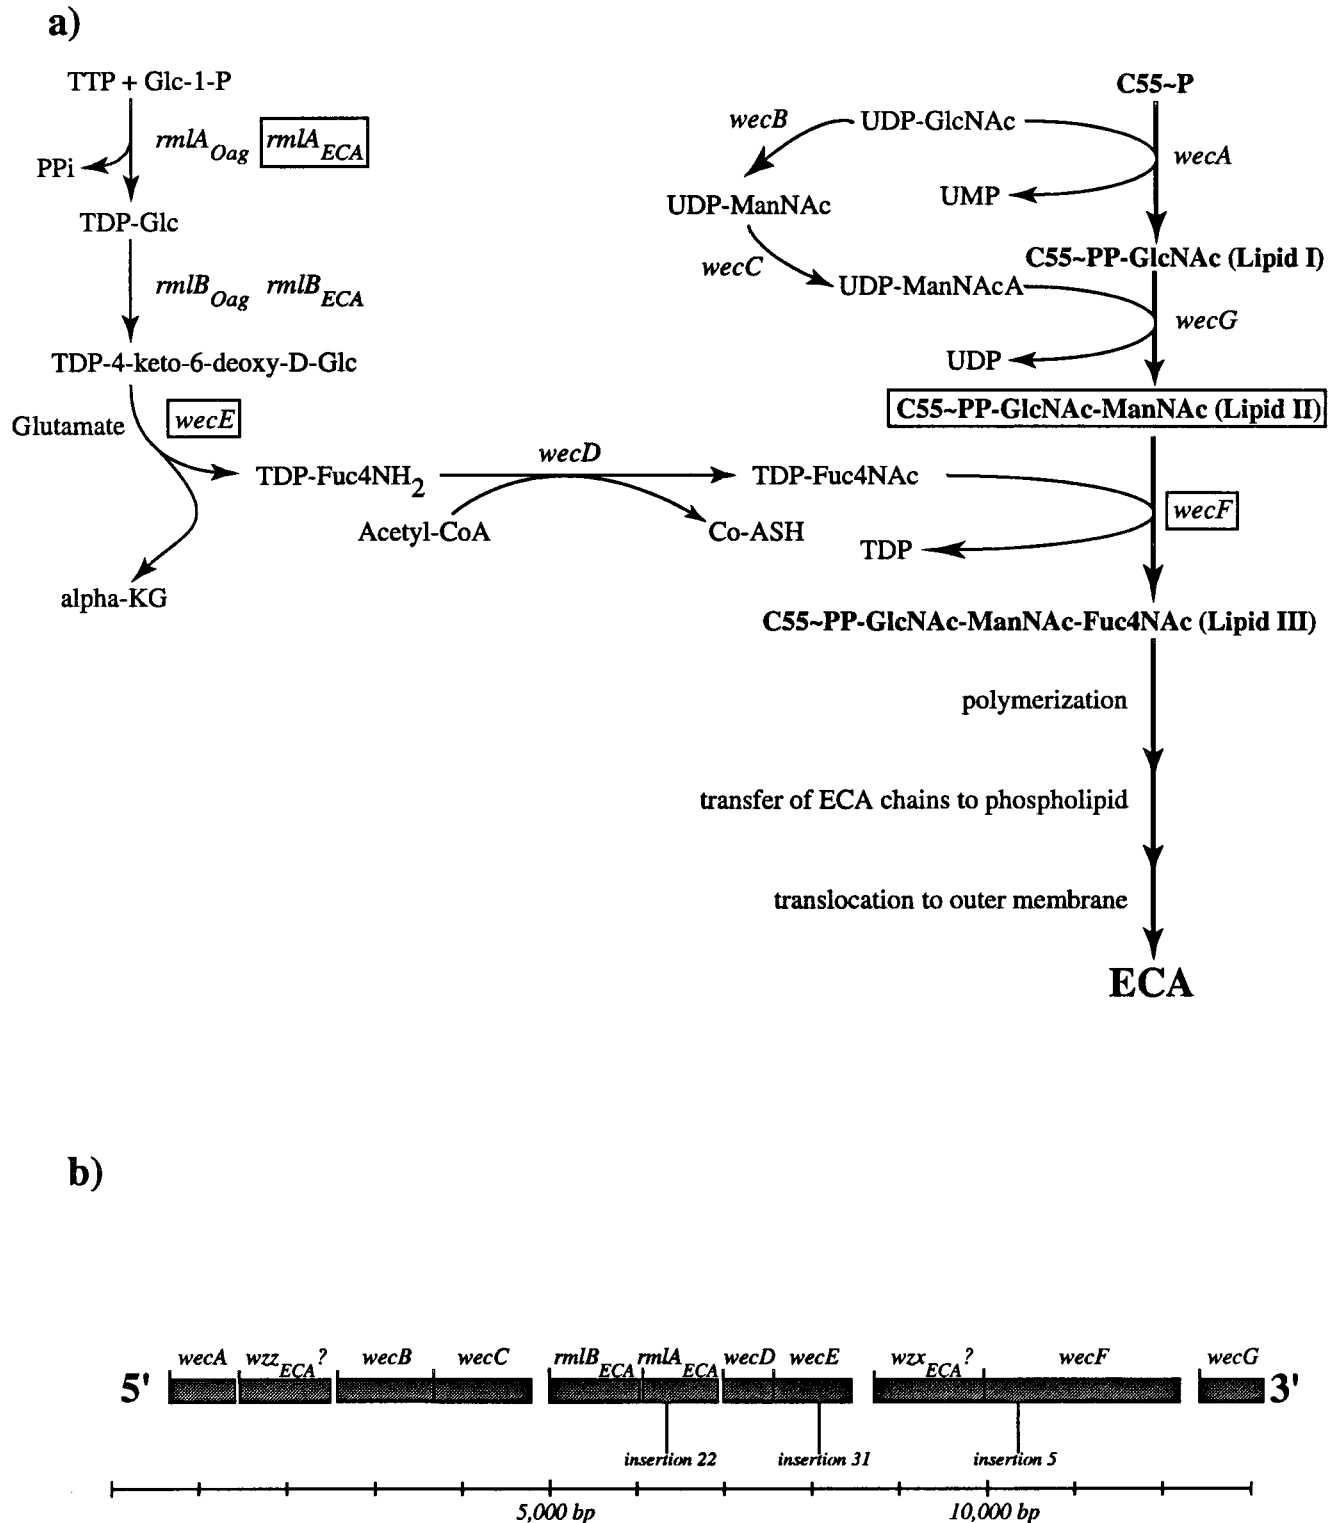 a)
TTP + Glc-1-P
rmlA Oag rmlA ECA
PPi
TDP-Glc
rmlB Oag rmlB ECA
TDP-4-keto-6-deoxy-D-Glc
Glutamate
wecE
TDP-Fuc4NH2
alpha-KG
wecD
Acetyl-CoA
Co-ASH
TDP-Fuc4NAc
C55~P
wecB
UDP-GlcNAc
wecA
UMP
UDP-ManNAc
C55~PP-GlcNAc (Lipid I)
wecC
UDP-ManNAcA
wecG
UDP
C55~PP-GlcNAc-ManNAc (Lipid II)
wecF
TDP
C55~PP-GlcNAc-ManNAc-Fuc4NAc (Lipid III)
polymerization
transfer of ECA chains to phospholipid
translocation to outer membrane
ECA
b)
wecA wzz ECA? wecB wecC rmlB ECA rmlA ECA wecD wecE wzx ECA? wecF wecG
5' 3'
insertion 22 insertion 31 insertion 5
5,000 bp 10,000 bp